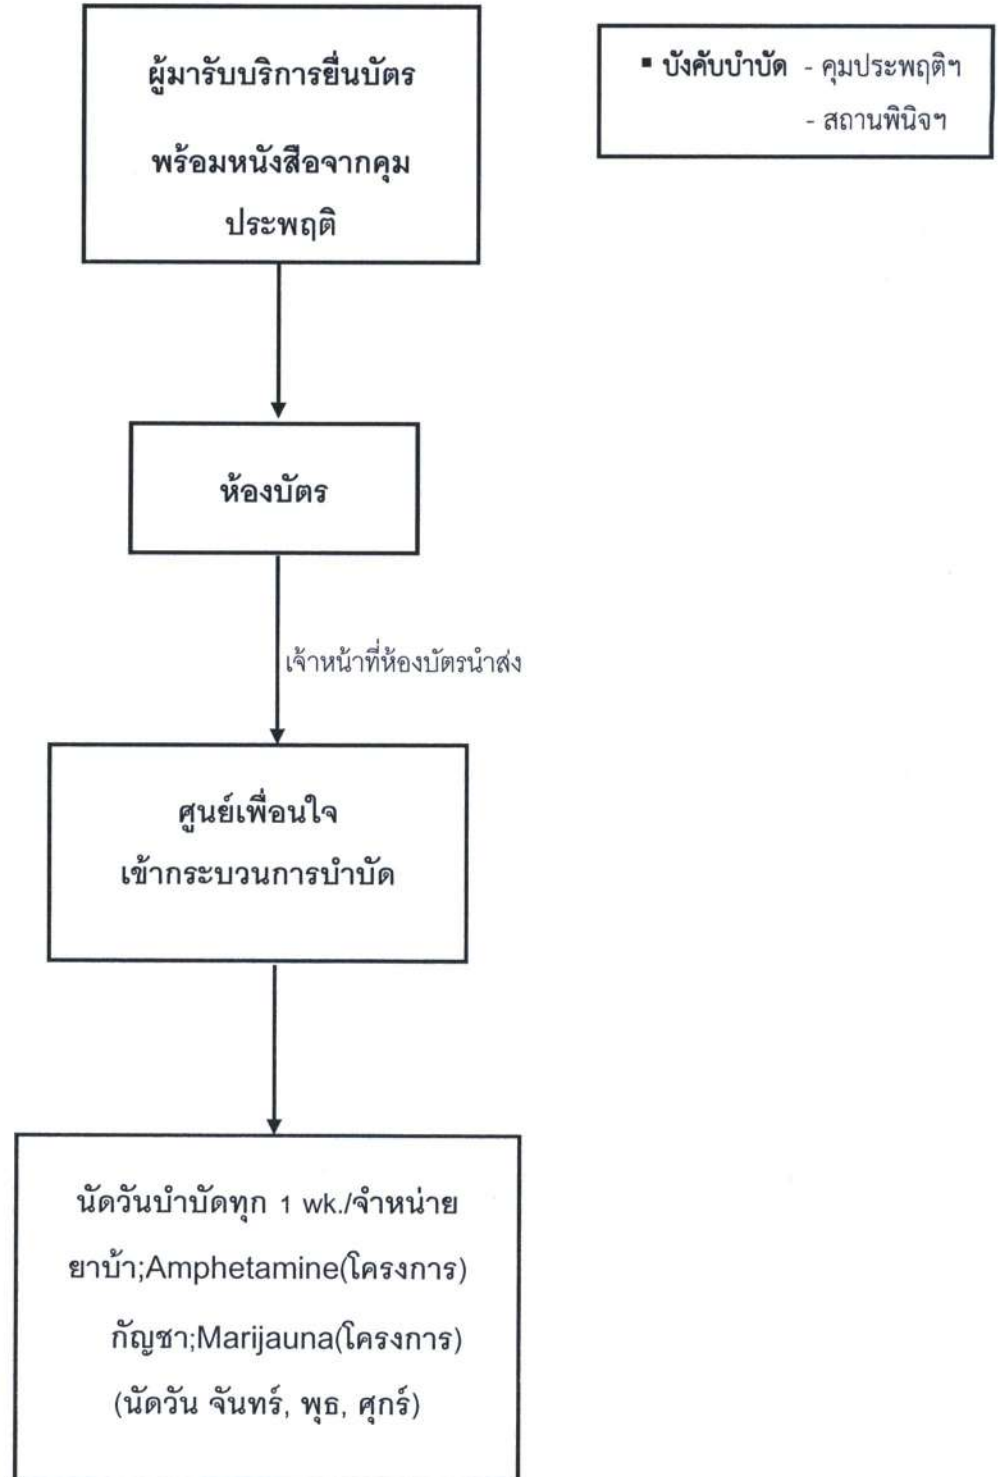 ผู้มารับบริการยื่นบัตร
พร้อมหนังสือจากคุม
ประพฤติ
▪ บังคับบำบัด - คุมประพฤติฯ
- สถานพินิจฯ
ห้องบัตร
เจ้าหน้าที่ห้องบัตรนำส่ง
ศูนย์เพื่อนใจ
เข้ากระบวนการบำบัด
นัดวันบำบัดทุก 1 wk./จำหน่าย
ยาบ้า;Amphetamine(โครงการ)
กัญชา;Marijauna(โครงการ)
(นัดวัน จันทร์, พุธ, ศุกร์)